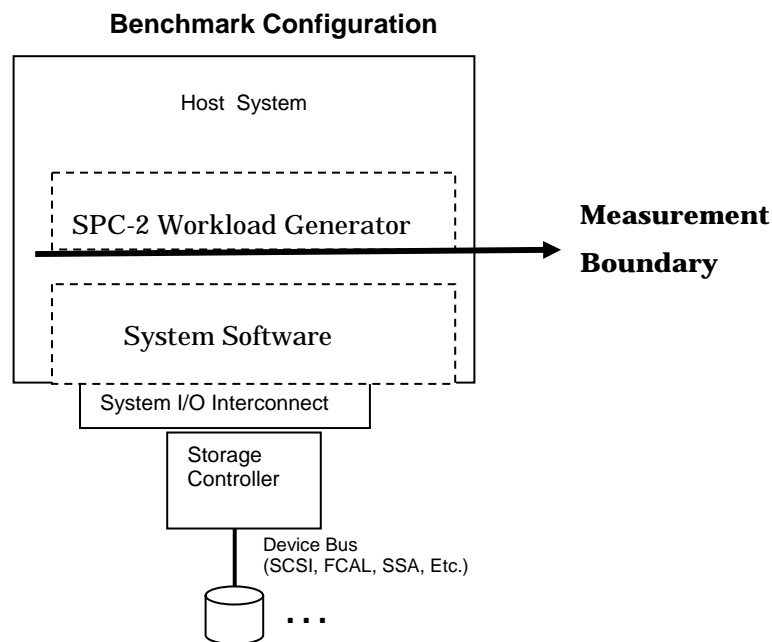 Benchmark Configuration
Host System
SPC-2 Workload Generator
Measurement
Boundary
System Software
System I/O Interconnect
Storage
Controller
Device Bus
(SCSI, FCAL, SSA, Etc.)
...